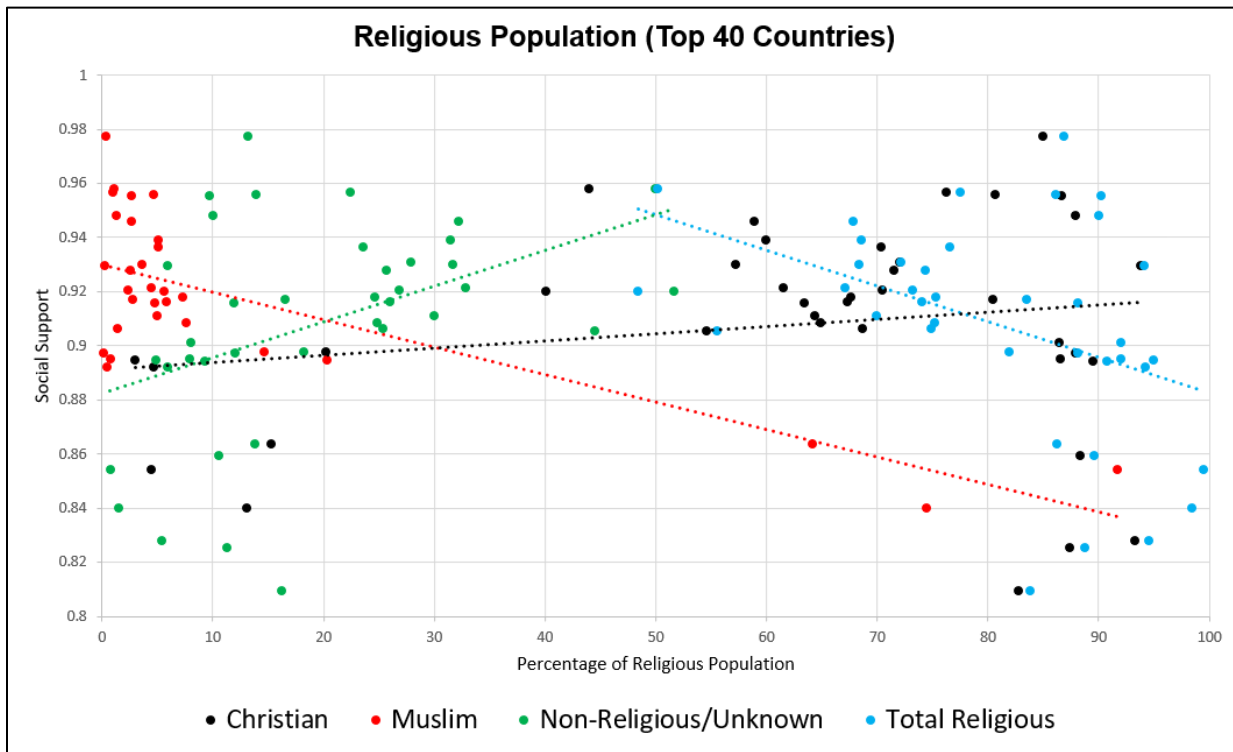 Religious Population (Top 40 Countries)
1
0.98
0.96
0.94
0.92
0.9
0.88
0.86
0.84
0.82
0.8
Social Support
0 10 20 30 40 50 60 70 80 90 100
Percentage of Religious Population
Christian Muslim Non-Religious/Unknown Total Religious